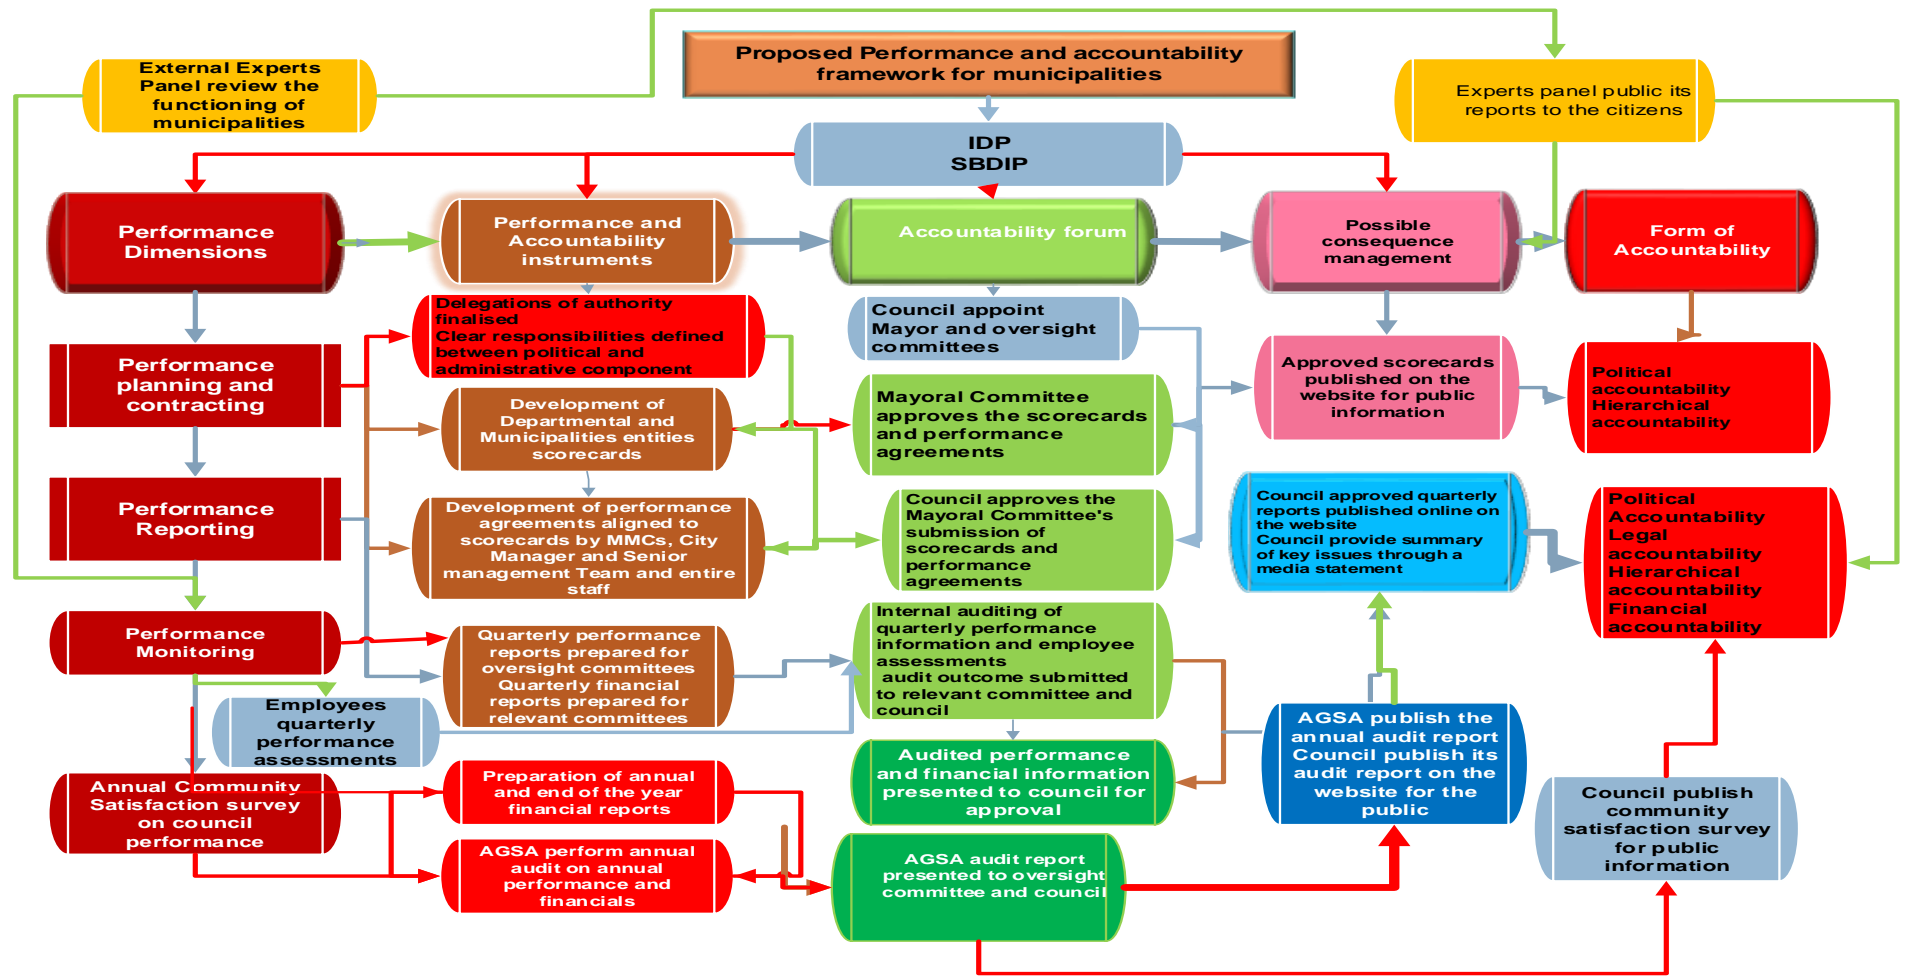 Proposed Performance and accountability
framework for municipalities
External Experts
Panel review the
functioning of
municipalities
Experts panel public its
reports to the citizens
IDP
SBDIP
Performance
Dimensions
Performance and
Accountability
instruments
Accountability forum
Possible
consequence
management
Form of
Accountability
Performance
planning and
contracting
Delegations of authority
finalised
Clear responsibilities defined
between political and
administrative component
Council appoint
Mayor and oversight
committees
Approved scorecards
published on the
website for public
information
Political
accountability
Hierarchical
accountability
Development of
Departmental and
Municipalities entities
scorecards
Mayoral Committee
approves the scorecards
and performance
agreements
Performance
Reporting
Development of performance
agreements aligned to
scorecards by MMCs, City
Manager and Senior
management Team and entire
staff
Council approves the
Mayoral Committee's
submission of
scorecards and
performance
agreements
Council approved quarterly
reports published online on
the website
Council provide summary
of key issues through a
media statement
Political
Accountability
Legal
accountability
Hierarchical
accountability
Financial
accountability
Performance
Monitoring
Quarterly performance
reports prepared for
oversight committees
Quarterly financial
reports prepared for
relevant committees
Internal auditing of
quarterly performance
information and employee
assessments
audit outcome submitted
to relevant committee and
council
Employees
quarterly
performance
assessments
AGSA publish the
annual audit report
Council publish its
audit report on the
website for the
public
Annual Community
Satisfaction survey
on council
performance
Preparation of annual
and end of the year
financial reports
Audited performance
and financial information
presented to council for
approval
Council publish
community
satisfaction survey
for public
information
AGSA perform annual
audit on annual
performance and
financials
AGSA audit report
presented to oversight
committee and council